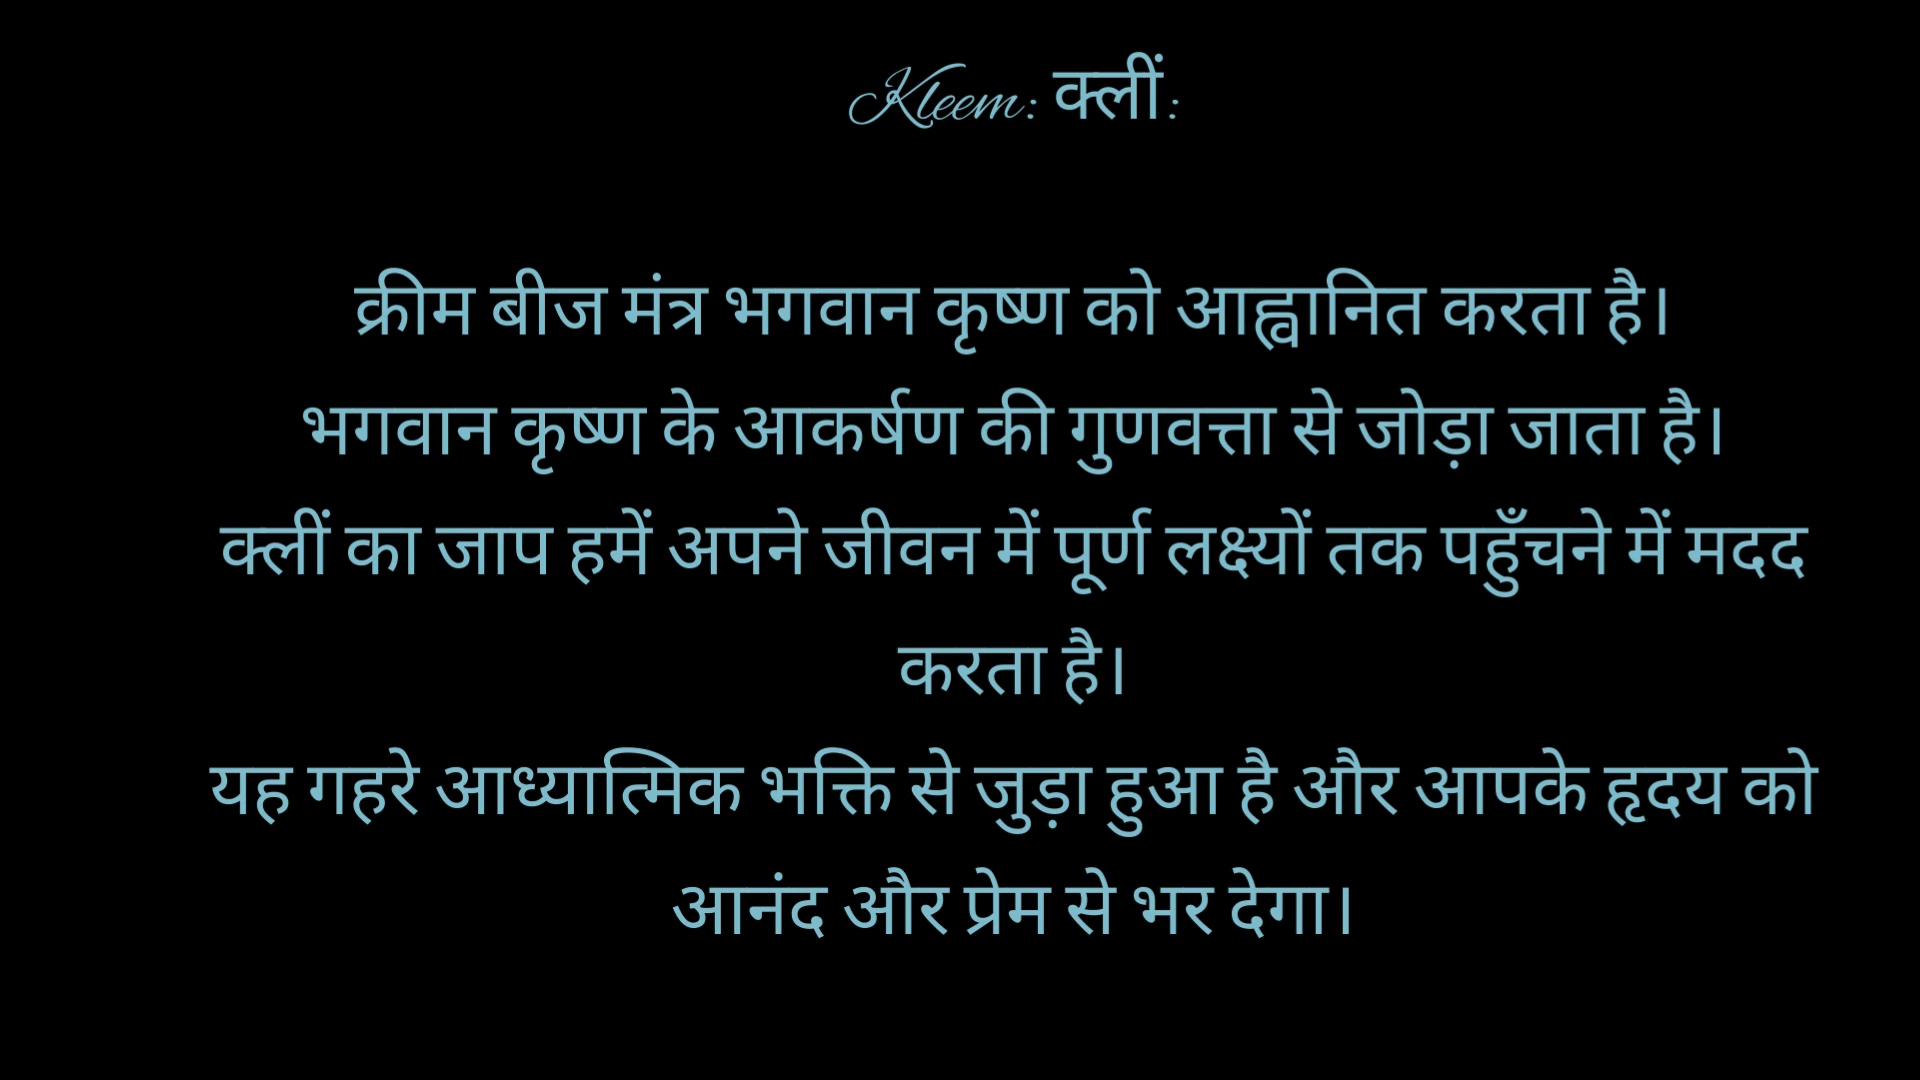 Kleem: क्लीं:
क्रीम बीज मंत्र भगवान कृष्ण को आह्वानित करता है।
भगवान कृष्ण के आकर्षण की गुणवत्ता से जोड़ा जाता है।
क्लीं का जाप हमें अपने जीवन में पूर्ण लक्ष्यों तक पहुँचने में मदद
करता है।
यह गहरे आध्यात्मिक भक्ति से जुड़ा हुआ है और आपके हृदय को
आनंद और प्रेम से भर देगा।